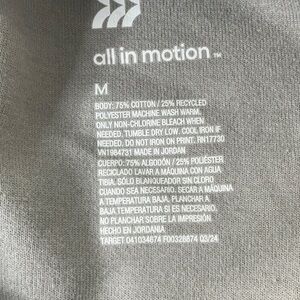 all in motion ™
M
BODY: 75% COTTON / 25% RECYCLED
POLYESTER MACHINE WASH WARM.
ONLY NON-CHLORINE BLEACH WHEN
NEEDED. TUMBLE DRY LOW. COOL IRON IF
NEEDED. DO NOT IRON ON PRINT. RN17730
VN1984731 MADE IN JORDAN
CUERPO: 75% ALGODÓN / 25% POLIÉSTER
RECICLADO LAVAR A MÁQUINA CON AGUA
TIBIA. SÓLO BLANQUEADOR SIN CLORO
CUANDO SEA NECESARIO. SECAR A MÁQUINA
A TEMPERATURA BAJA. PLANCHAR A
BAJA TEMPERATURA SI ES NECESARIO.
NO PLANCHAR SOBRE LA IMPRESIÓN
HECHO EN JORDANIA
TARGET 041034674 F00328874 03/24